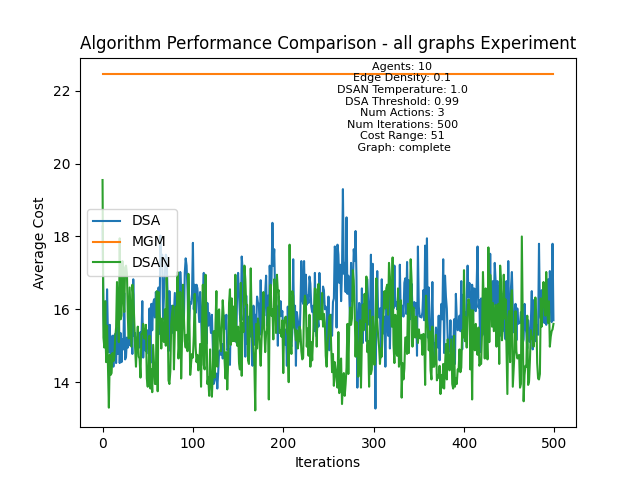 Algorithm Performance Comparison - all graphs Experiment
Agents: 10
Edge Density: 0.1
DSAN Temperature: 1.0
DSA Threshold: 0.99
Num Actions: 3
Num Iterations: 500
Cost Range: 51
Graph: complete
22
20
18
16
14
Average Cost
DSA
MGM
DSAN
0
100
200
300
400
500
Iterations